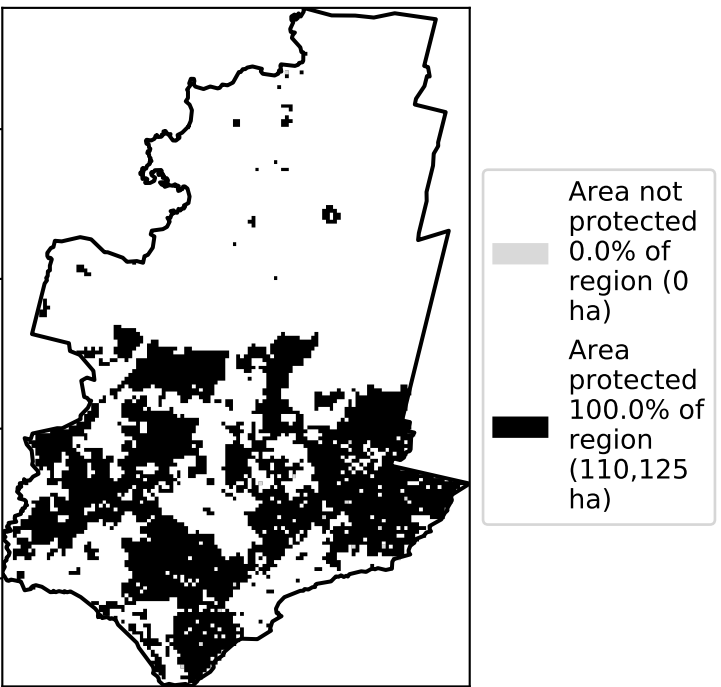 Area not
protected
0.0% of
region (0
ha)
Area
protected
100.0% of
region
(110,125
ha)